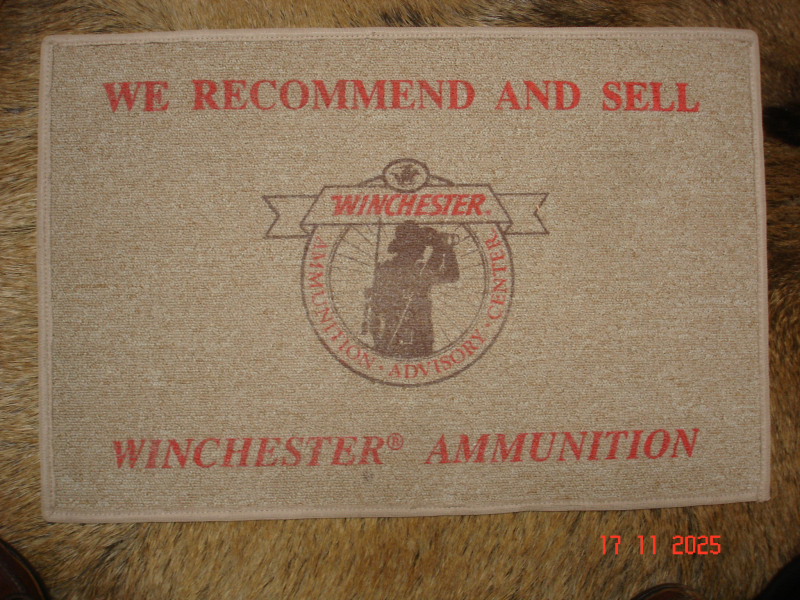 WE RECOMMEND AND SELL
WINCHESTER®
AMMUNITION · ADVISORY · CENTER
WINCHESTER® AMMUNITION
17 11 2025